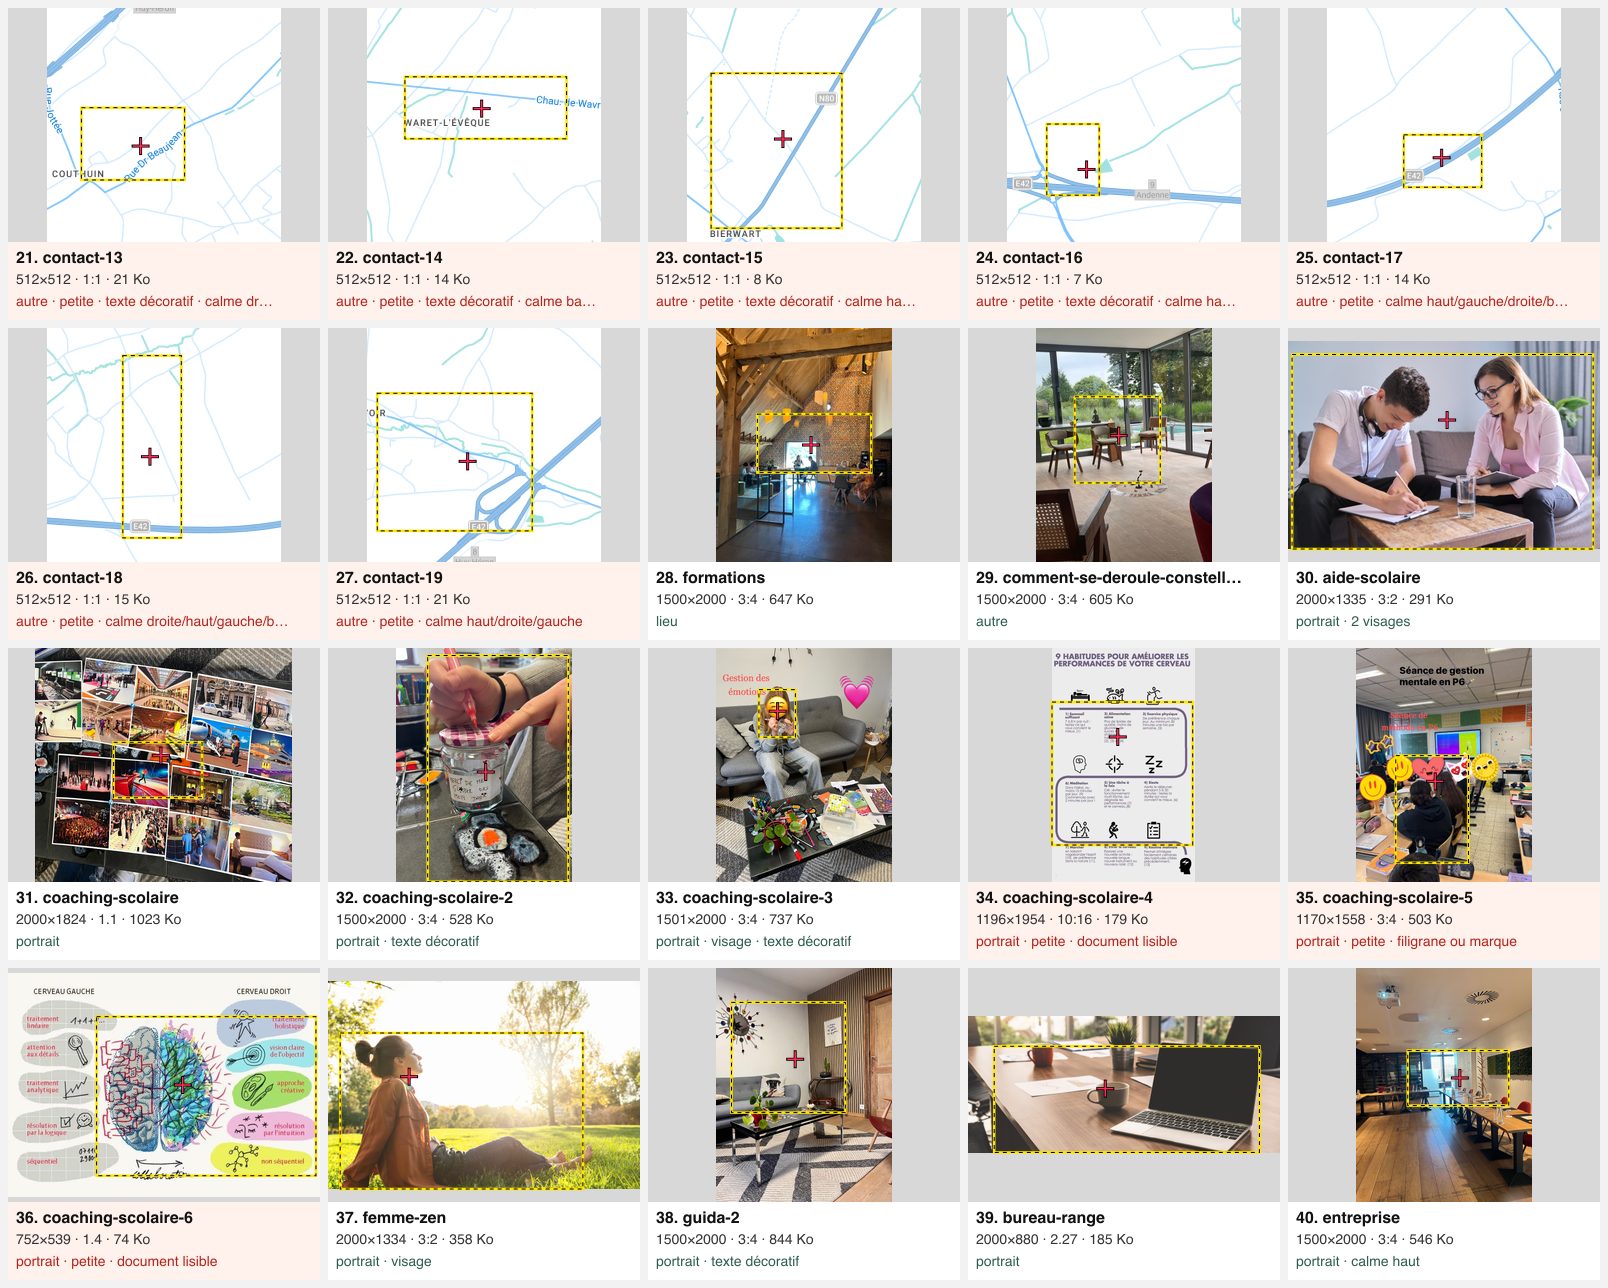 Huy-Héron
Rue Dr Beaujean
COUTHUIN
21. contact-13
512×512 · 1:1 · 21 Ko
autre · petite · texte décoratif · calme dr…
Chau. de Wavr
WARET-L'ÉVÊQUE
22. contact-14
512×512 · 1:1 · 14 Ko
autre · petite · texte décoratif · calme ba…
N80
BIERWART
23. contact-15
512×512 · 1:1 · 8 Ko
autre · petite · texte décoratif · calme ha…
E42
9
Andenne
24. contact-16
512×512 · 1:1 · 7 Ko
autre · petite · texte décoratif · calme ha…
E42
25. contact-17
512×512 · 1:1 · 14 Ko
autre · petite · calme haut/gauche/droite/b…
E42
26. contact-18
512×512 · 1:1 · 15 Ko
autre · petite · calme droite/haut/gauche/b…
OIR
E42
8
27. contact-19
512×512 · 1:1 · 21 Ko
autre · petite · calme haut/droite/gauche
28. formations
1500×2000 · 3:4 · 647 Ko
lieu
29. comment-se-deroule-constell…
1500×2000 · 3:4 · 605 Ko
autre
30. aide-scolaire
2000×1335 · 3:2 · 291 Ko
portrait · 2 visages
31. coaching-scolaire
2000×1824 · 1.1 · 1023 Ko
portrait
32. coaching-scolaire-2
1500×2000 · 3:4 · 528 Ko
portrait · texte décoratif
Gestion des
émotions
33. coaching-scolaire-3
1501×2000 · 3:4 · 737 Ko
portrait · visage · texte décoratif
9 HABITUDES POUR AMÉLIORER LES
PERFORMANCES DE VOTRE CERVEAU
34. coaching-scolaire-4
1196×1954 · 10:16 · 179 Ko
portrait · petite · document lisible
Séance de gestion
mentale en P6
35. coaching-scolaire-5
1170×1558 · 3:4 · 503 Ko
portrait · petite · filigrane ou marque
CERVEAU GAUCHE
CERVEAU DROIT
traitement
linéaire
1+1+
traitement
holistique
attention
aux détails
vision claire
de l'objectif
traitement
analytique
approche
créative
résolution
par la logique
résolution
par l'intuition
séquentiel
non séquentiel
36. coaching-scolaire-6
752×539 · 1.4 · 74 Ko
portrait · petite · document lisible
37. femme-zen
2000×1334 · 3:2 · 358 Ko
portrait · visage
38. guida-2
1500×2000 · 3:4 · 844 Ko
portrait · texte décoratif
39. bureau-range
2000×880 · 2.27 · 185 Ko
portrait
40. entreprise
1500×2000 · 3:4 · 546 Ko
portrait · calme haut